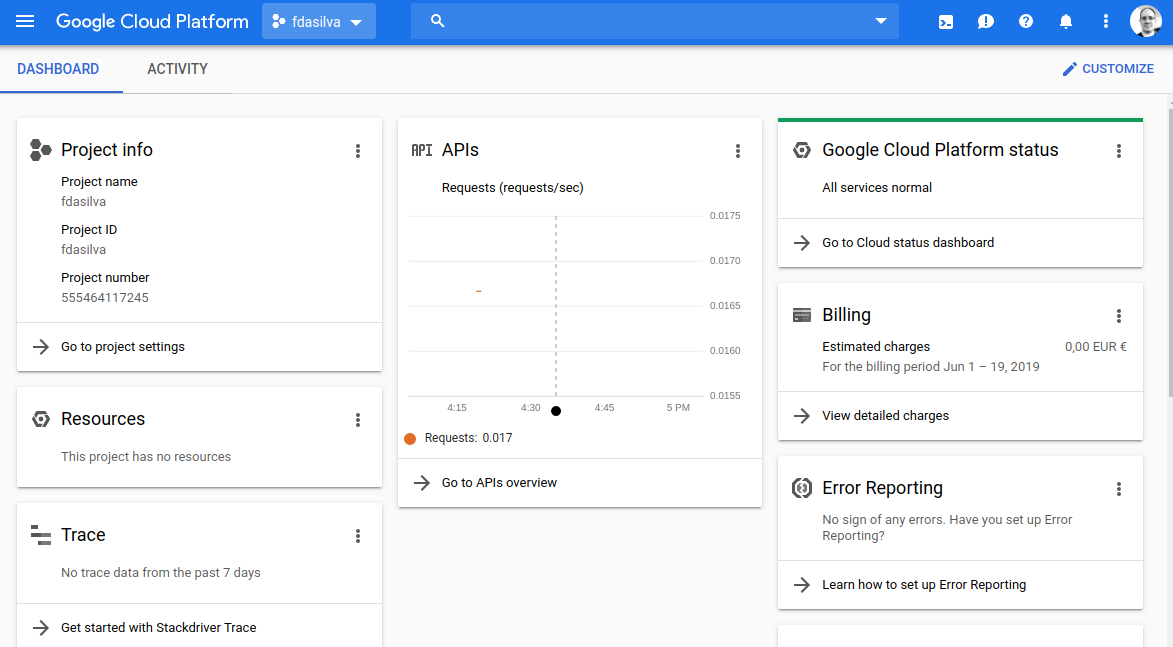 Google Cloud Platform
fdasilva
DASHBOARD
ACTIVITY
CUSTOMIZE
Project info
Project name
fdasilva
Project ID
fdasilva
Project number
555464117245
Go to project settings
Resources
This project has no resources
Trace
No trace data from the past 7 days
Get started with Stackdriver Trace
API APIs
Requests (requests/sec)
0.0175
0.0170
0.0165
0.0160
0.0155
4:15 4:30 4:45 5 PM
Requests: 0.017
Go to APIs overview
Google Cloud Platform status
All services normal
Go to Cloud status dashboard
Billing
Estimated charges 0,00 EUR €
For the billing period Jun 1 – 19, 2019
View detailed charges
Error Reporting
No sign of any errors. Have you set up Error
Reporting?
Learn how to set up Error Reporting